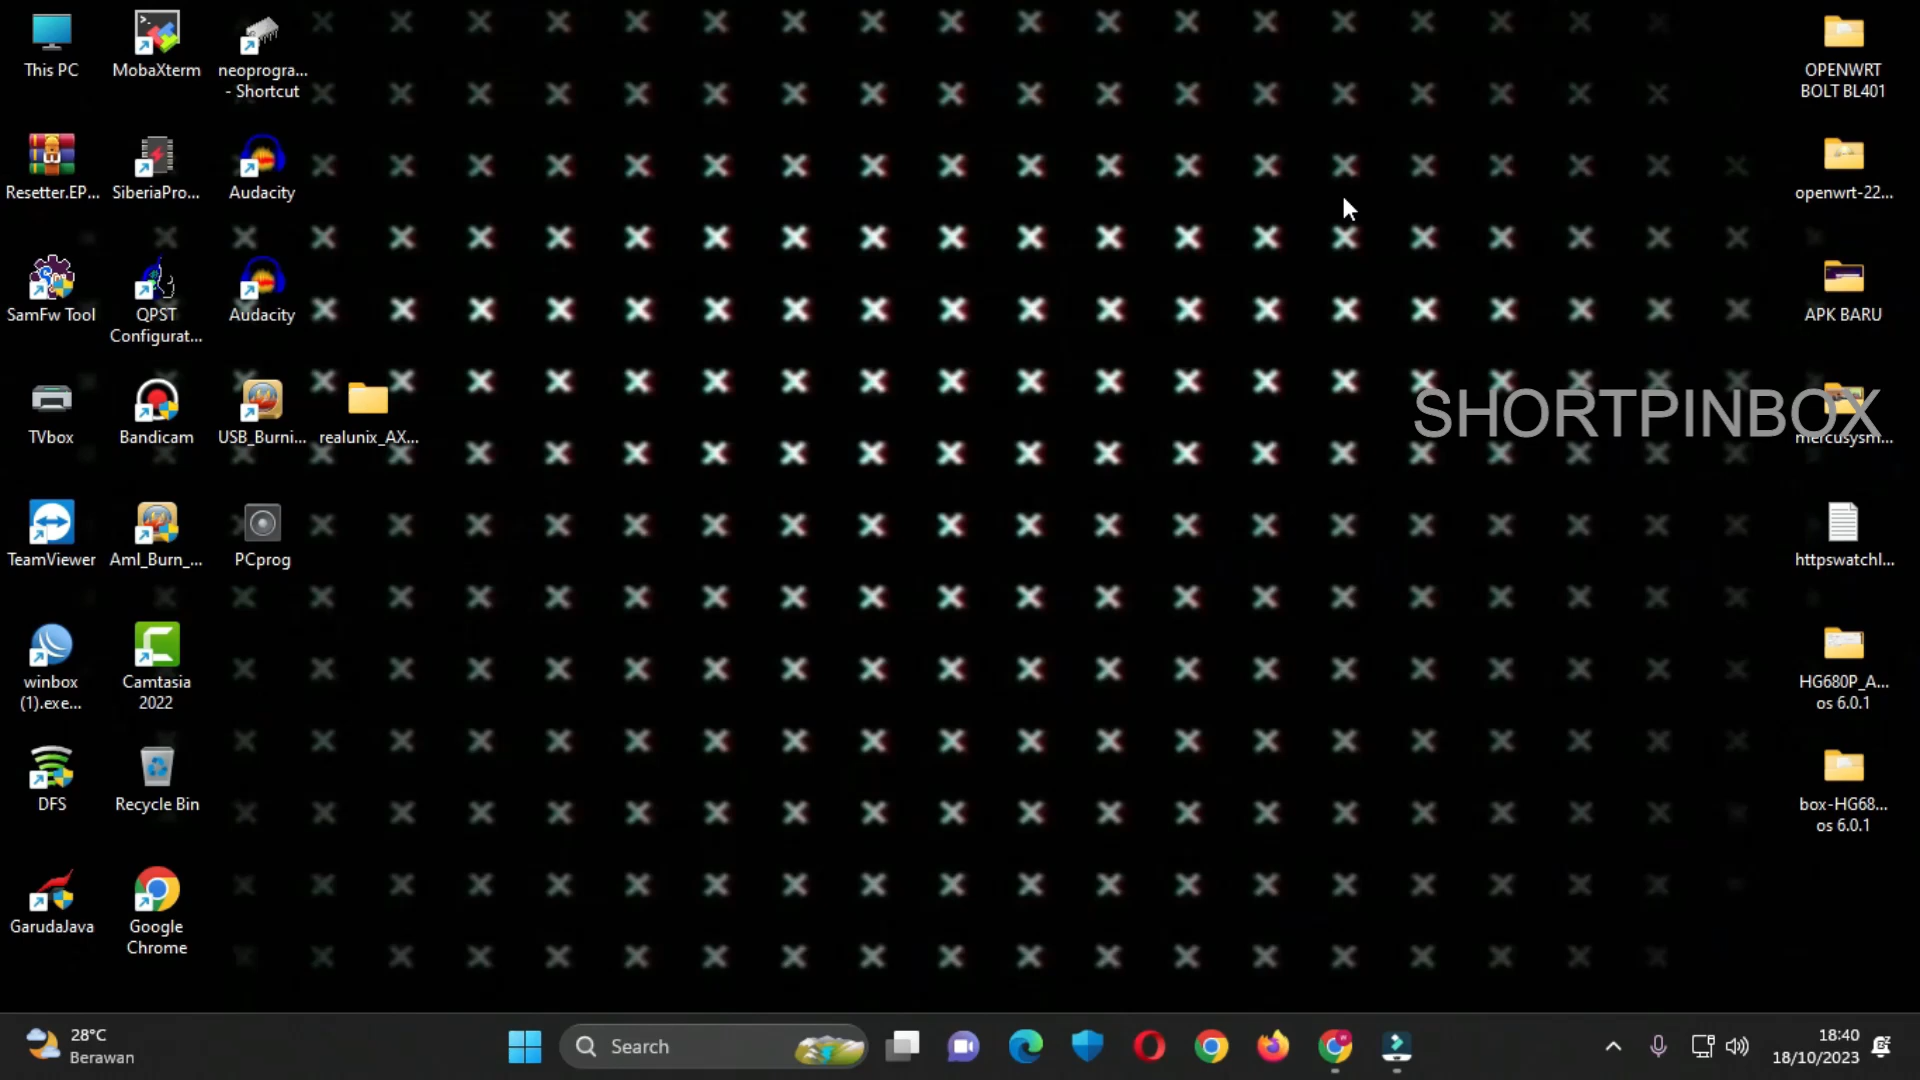 This PC
MobaXterm
neoprogra...
- Shortcut
OPENWRT
BOLT BL401
Resetter.EP...
SiberiaPro...
Audacity
openwrt-22...
SamFw Tool
QPST
Configurat...
Audacity
APK BARU
SHORTPINBOX
TVbox
Bandicam
USB_Burni...
realunix_AX...
mercusysm...
TeamViewer
Aml_Burn_...
PCprog
httpswatchl...
winbox
(1).exe...
Camtasia
2022
HG680P_A...
os 6.0.1
DFS
Recycle Bin
box-HG68...
os 6.0.1
GarudaJava
Google
Chrome
28°C
Berawan
Search
18:40
18/10/2023